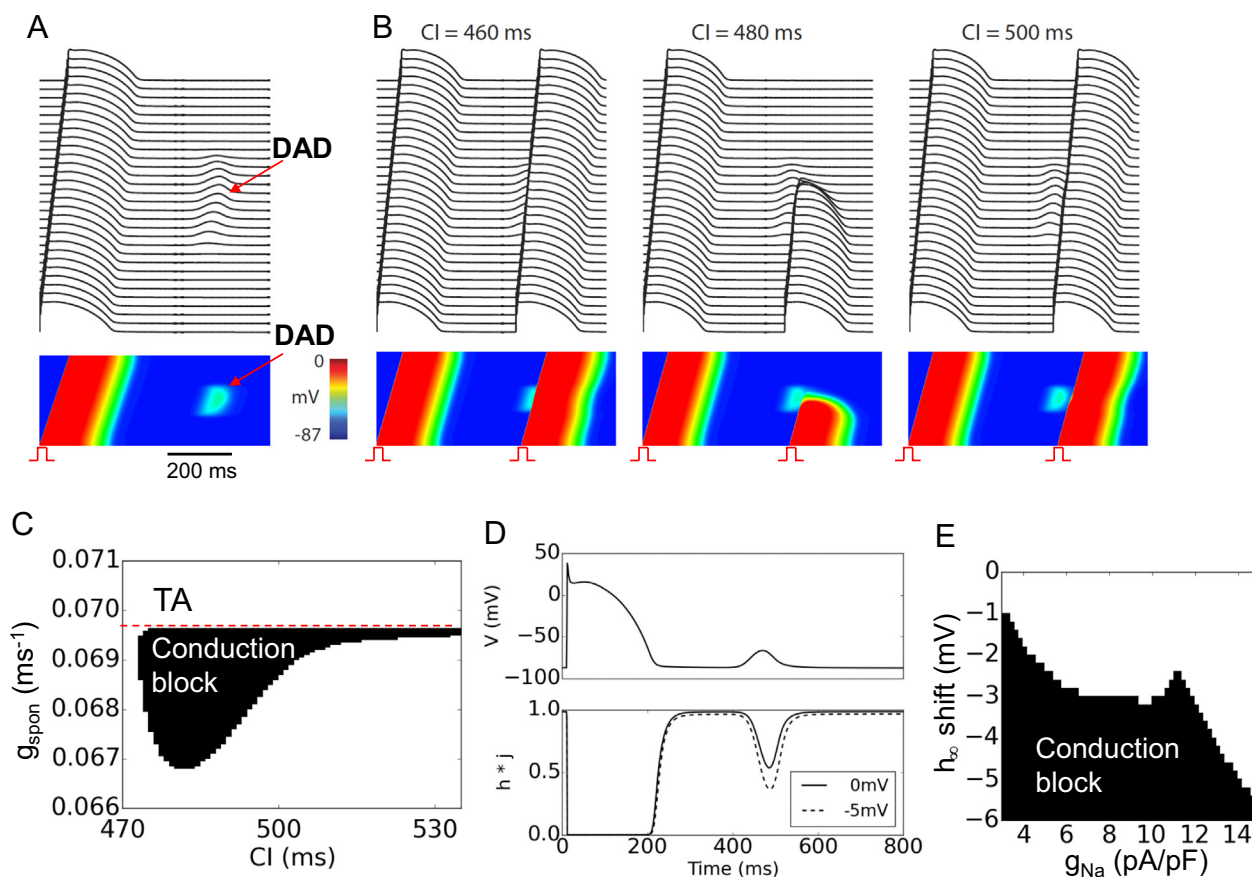 A
DAD
DAD
0
mV
-87
200 ms
B
CI = 460 ms
CI = 480 ms
CI = 500 ms
C
0.071
0.070
0.069
0.068
0.067
0.066
g_spon (ms⁻¹)
TA
Conduction
block
470
500
530
CI (ms)
D
50
0
−50
−100
V (mV)
1.0
0.5
0.0
h * j
0mV
-5mV
0
200
400
600
800
Time (ms)
E
0
−1
−2
−3
−4
−5
−6
h∞ shift (mV)
Conduction
block
4
6
8
10
12
14
g_Na (pA/pF)